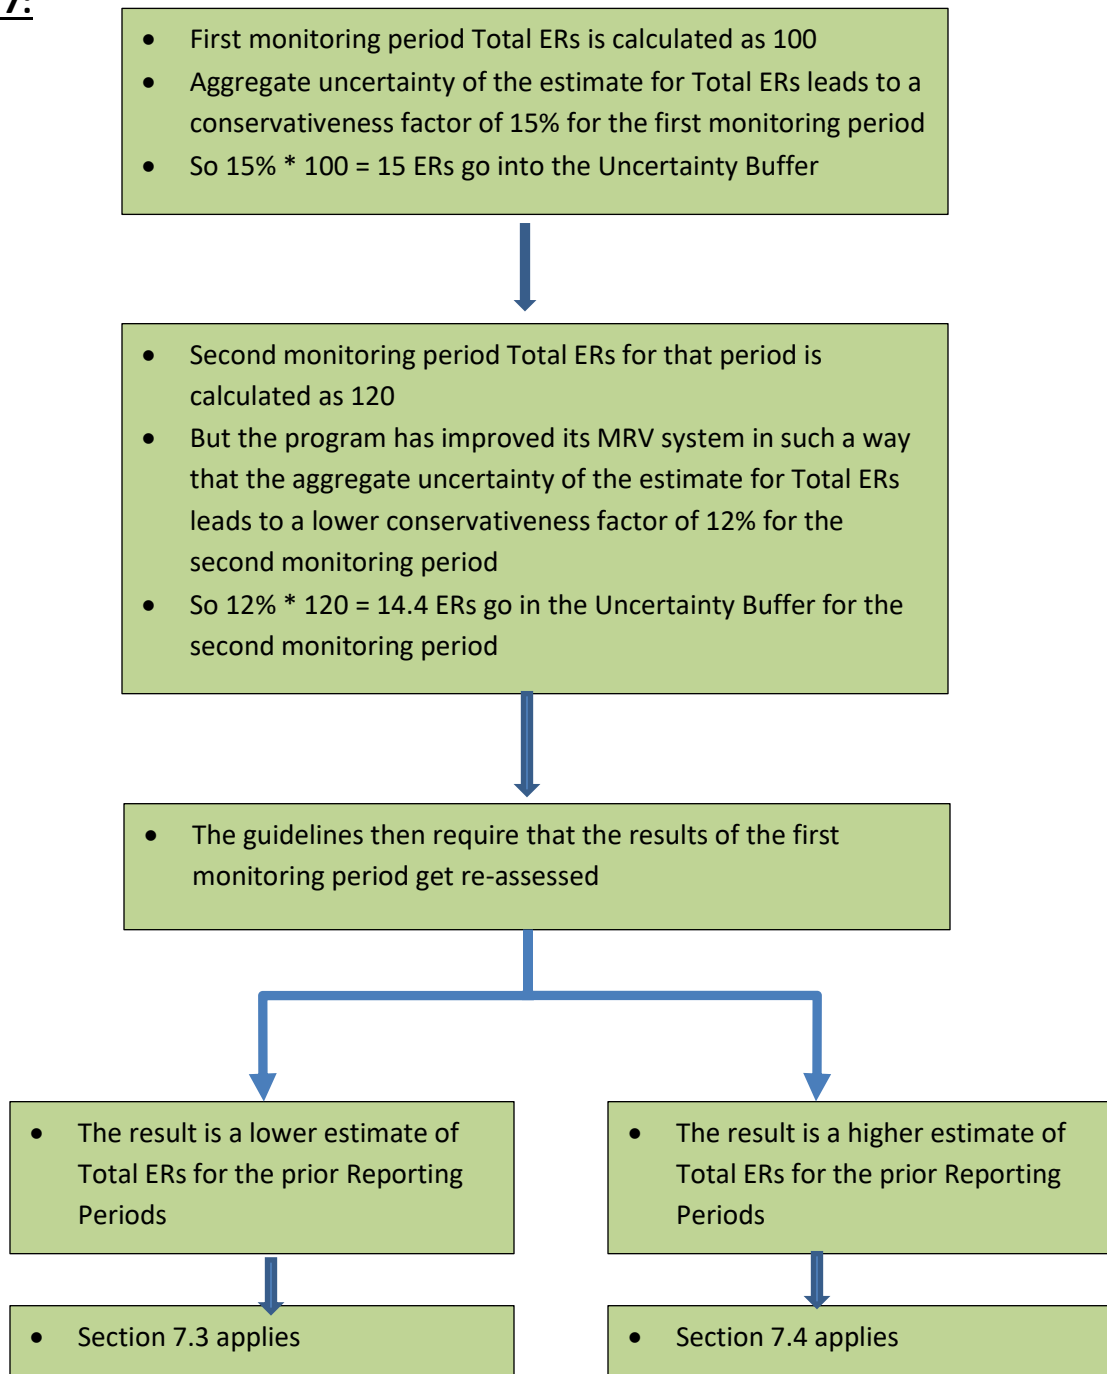 7:
• First monitoring period Total ERs is calculated as 100
• Aggregate uncertainty of the estimate for Total ERs leads to a
conservativeness factor of 15% for the first monitoring period
• So 15% * 100 = 15 ERs go into the Uncertainty Buffer
• Second monitoring period Total ERs for that period is
calculated as 120
• But the program has improved its MRV system in such a way
that the aggregate uncertainty of the estimate for Total ERs
leads to a lower conservativeness factor of 12% for the
second monitoring period
• So 12% * 120 = 14.4 ERs go in the Uncertainty Buffer for the
second monitoring period
• The guidelines then require that the results of the first
monitoring period get re-assessed
• The result is a lower estimate of
Total ERs for the prior Reporting
Periods
• The result is a higher estimate of
Total ERs for the prior Reporting
Periods
• Section 7.3 applies
• Section 7.4 applies